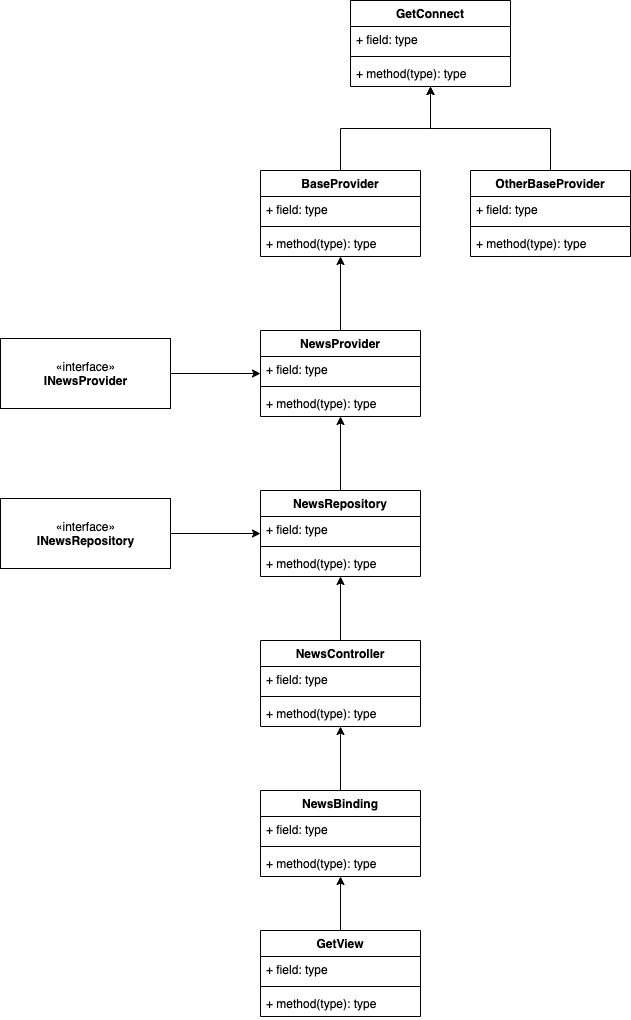 GetConnect
+ field: type
+ method(type): type
BaseProvider
+ field: type
+ method(type): type
OtherBaseProvider
+ field: type
+ method(type): type
NewsProvider
+ field: type
+ method(type): type
«interface»
INewsProvider
NewsRepository
+ field: type
+ method(type): type
«interface»
INewsRepository
NewsController
+ field: type
+ method(type): type
NewsBinding
+ field: type
+ method(type): type
GetView
+ field: type
+ method(type): type